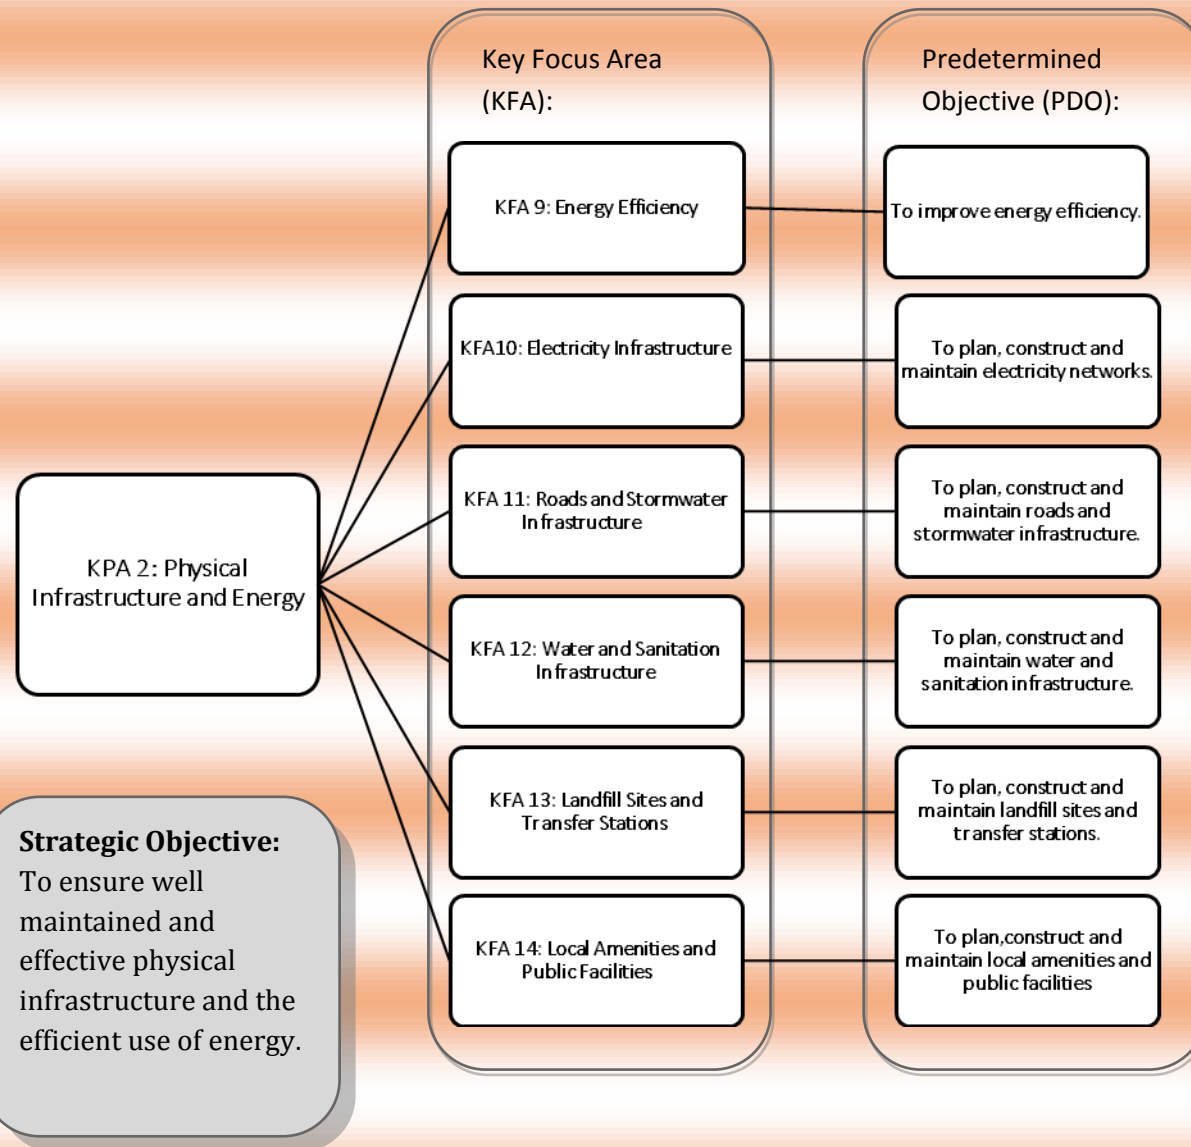 Key Focus Area
(KFA):
Predetermined
Objective (PDO):
KFA 9: Energy Efficiency
To improve energy efficiency.
KFA10: Electricity Infrastructure
To plan, construct and
maintain electricity networks.
KFA 11: Roads and Stormwater
Infrastructure
To plan, construct and
maintain roads and
stormwater infrastructure.
KPA 2: Physical
Infrastructure and Energy
KFA 12: Water and Sanitation
Infrastructure
To plan, construct and
maintain water and
sanitation infrastructure.
KFA 13: Landfill Sites and
Transfer Stations
To plan, construct and
maintain landfill sites and
transfer stations.
KFA 14: Local Amenities and
Public Facilities
To plan,construct and
maintain local amenities and
public facilities
Strategic Objective:
To ensure well
maintained and
effective physical
infrastructure and the
efficient use of energy.